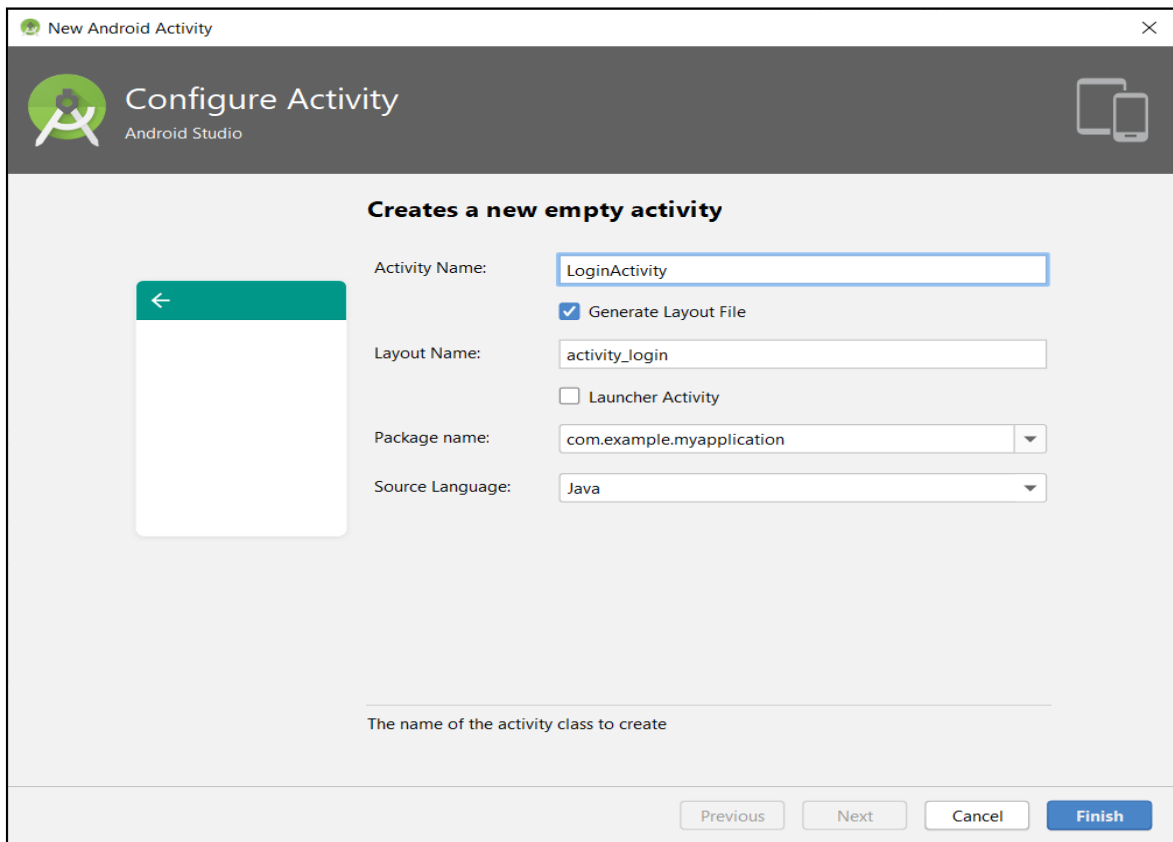 New Android Activity
Configure Activity
Android Studio
Creates a new empty activity
Activity Name:
LoginActivity
Generate Layout File
Layout Name:
activity_login
Launcher Activity
Package name:
com.example.myapplication
Source Language:
Java
The name of the activity class to create
Previous
Next
Cancel
Finish